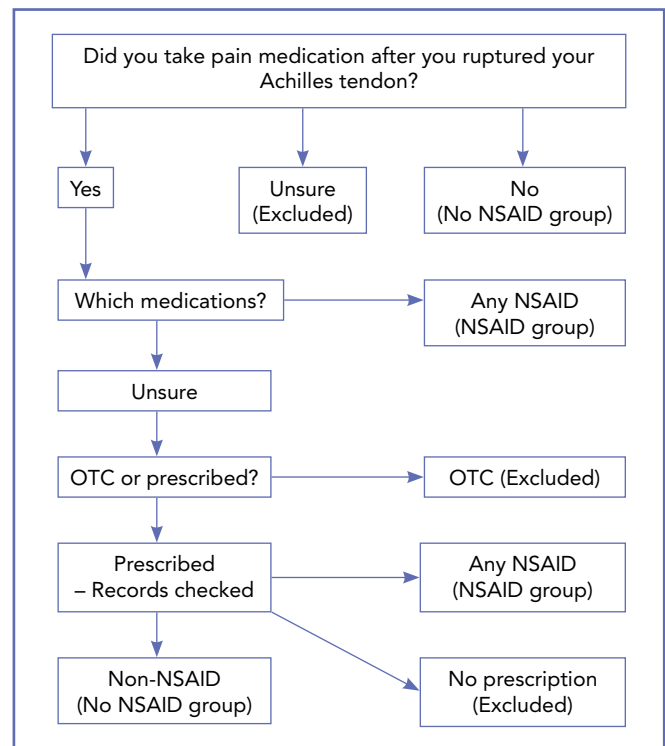 Did you take pain medication after you ruptured your
Achilles tendon?
Yes
Unsure
(Excluded)
No
(No NSAID group)
Which medications?
Any NSAID
(NSAID group)
Unsure
OTC or prescribed?
OTC (Excluded)
Prescribed
– Records checked
Any NSAID
(NSAID group)
Non-NSAID
(No NSAID group)
No prescription
(Excluded)